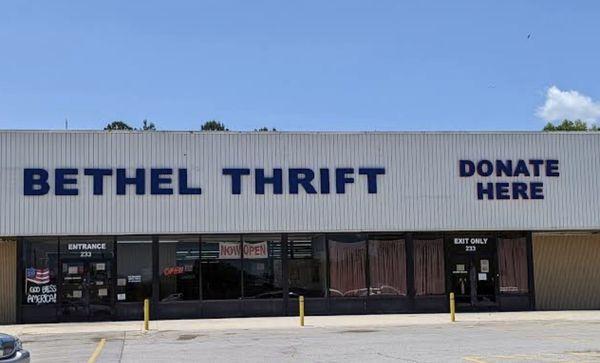 BETHEL THRIFT
DONATE
HERE
ENTRANCE
233
EXIT ONLY
233
NOW OPEN
OPEN
GOD BLESS
AMERICA!